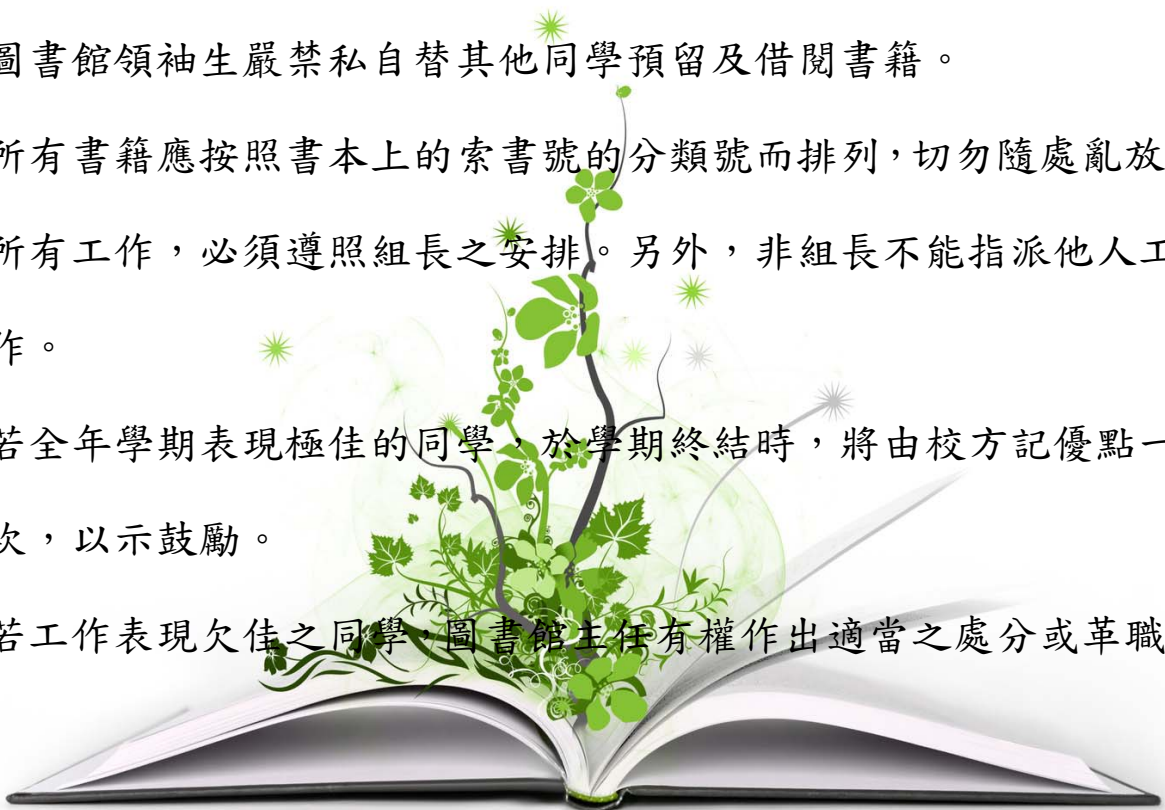 圖書館領袖生嚴禁私自替其他同學預留及借閱書籍。
所有書籍應按照書本上的索書號的分類號而排列，切勿隨處亂放
所有工作，必須遵照組長之安排。另外，非組長不能指派他人工
作。
若全年學期表現極佳的同學，於學期終結時，將由校方記優點一
次，以示鼓勵。
若工作表現欠佳之同學，圖書館主任有權作出適當之處分或革職